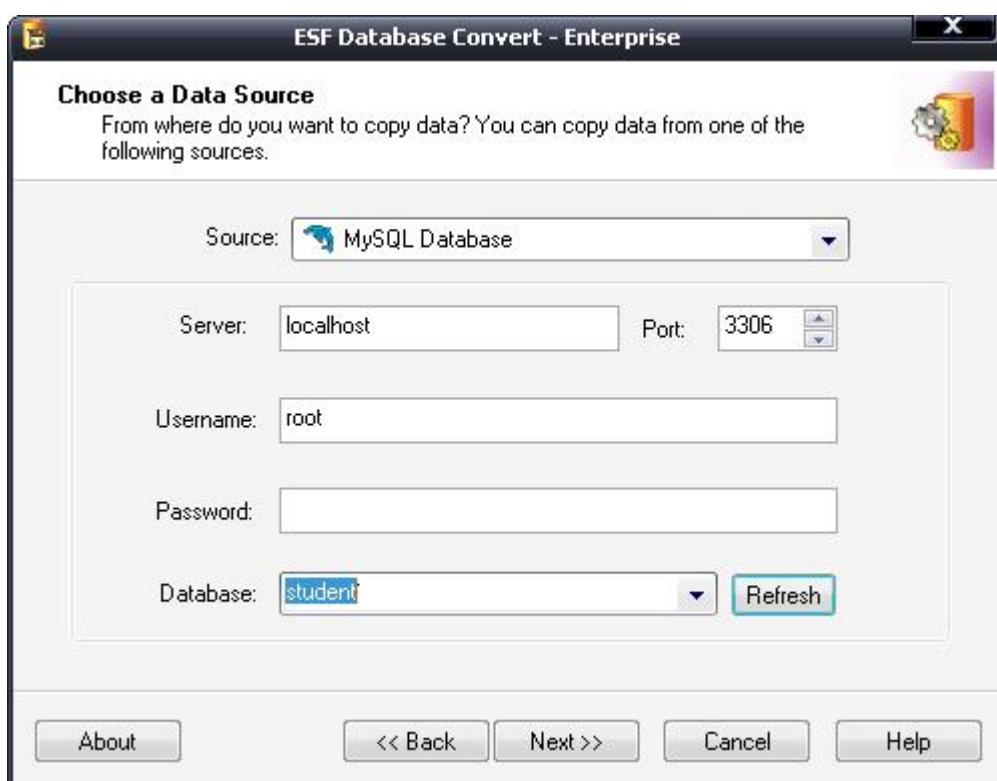 ESF Database Convert - Enterprise
X
Choose a Data Source
From where do you want to copy data? You can copy data from one of the
following sources.
Source: MySQL Database
Server: localhost Port: 3306
Username: root
Password:
Database: student Refresh
About << Back Next >> Cancel Help